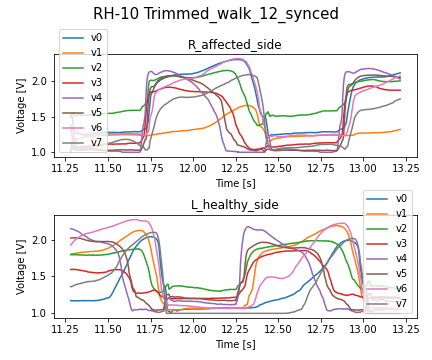 RH-10 Trimmed_walk_12_synced
R_affected_side
v0
v1
v2
v3
v4
v5
v6
v7
Voltage [V]
2.0
1.5
1.0
11.25 11.50 11.75 12.00 12.25 12.50 12.75 13.00 13.25
Time [s]
L_healthy_side
v0
v1
v2
v3
v4
v5
v6
v7
Voltage [V]
2.0
1.5
1.0
11.25 11.50 11.75 12.00 12.25 12.50 12.75 13.00 13.25
Time [s]